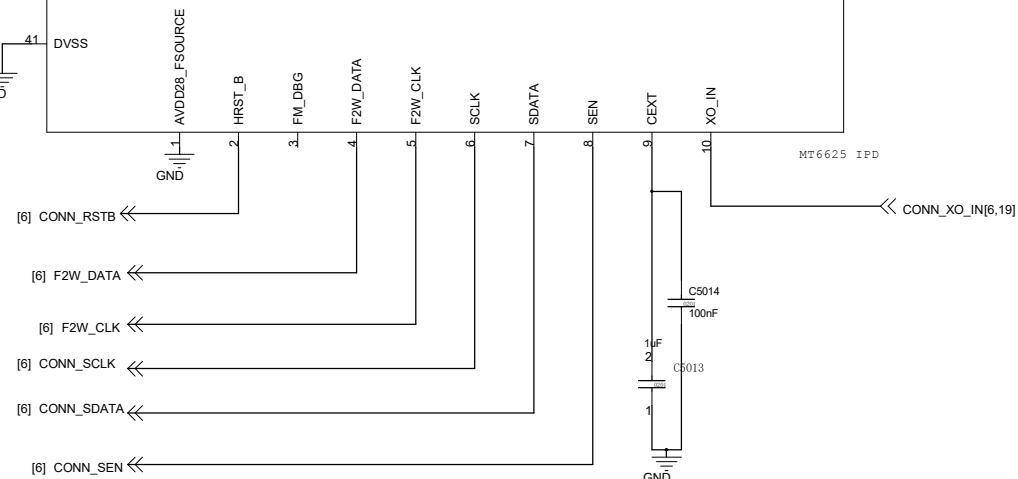 41 DVSS
AVDD28_FSOURCE
HRST_B
FM_DBG
F2W_DATA
F2W_CLK
SCLK
SDATA
SEN
CEXT
XO_IN
1
2
3
4
5
6
7
8
9
10
MT6625 IPD
GND
[6] CONN_RSTB
CONN_XO_IN[6,19]
[6] F2W_DATA
C5014
100nF
[6] F2W_CLK
1uF
2
[6] CONN_SCLK
C5013
[6] CONN_SDATA
1
[6] CONN_SEN
GND